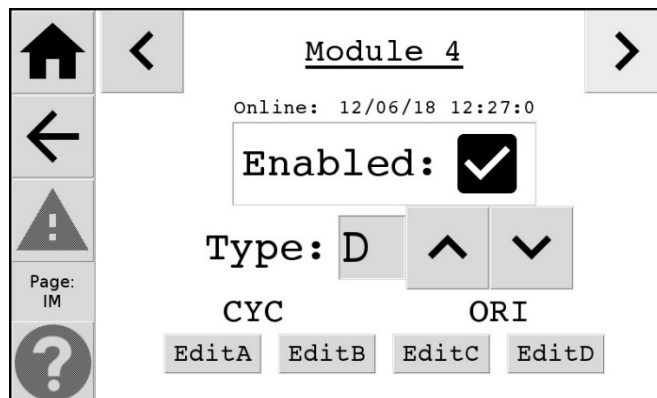 Module 4
Online: 12/06/18 12:27:0
Enabled:
Type: D
Page:
IM
CYC ORI
EditA EditB EditC EditD